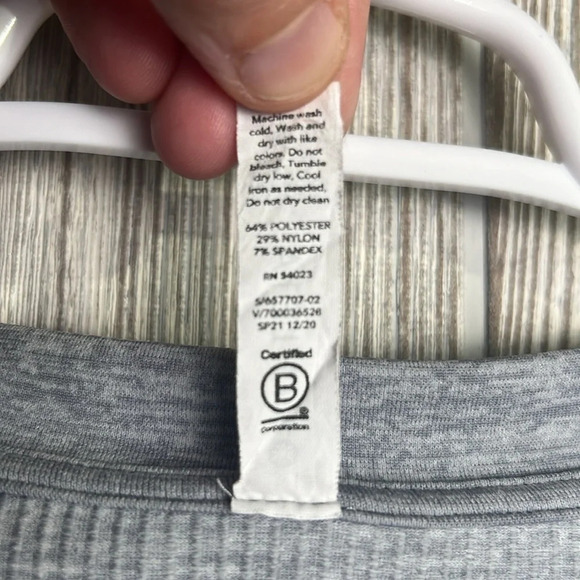 Machine wash
cold. Wash and
dry with like
colors. Do not
bleach. Tumble
dry low. Cool
iron as needed.
Do not dry clean
64% POLYESTER
29% NYLON
7% SPANDEX
RN 54023
S/657707-02
V/700036526
SP21 12/20
Certified
B
®
Corporation